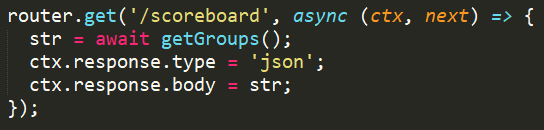 router.get('/scoreboard', async (ctx, next) => {
  str = await getGroups();
  ctx.response.type = 'json';
  ctx.response.body = str;
});